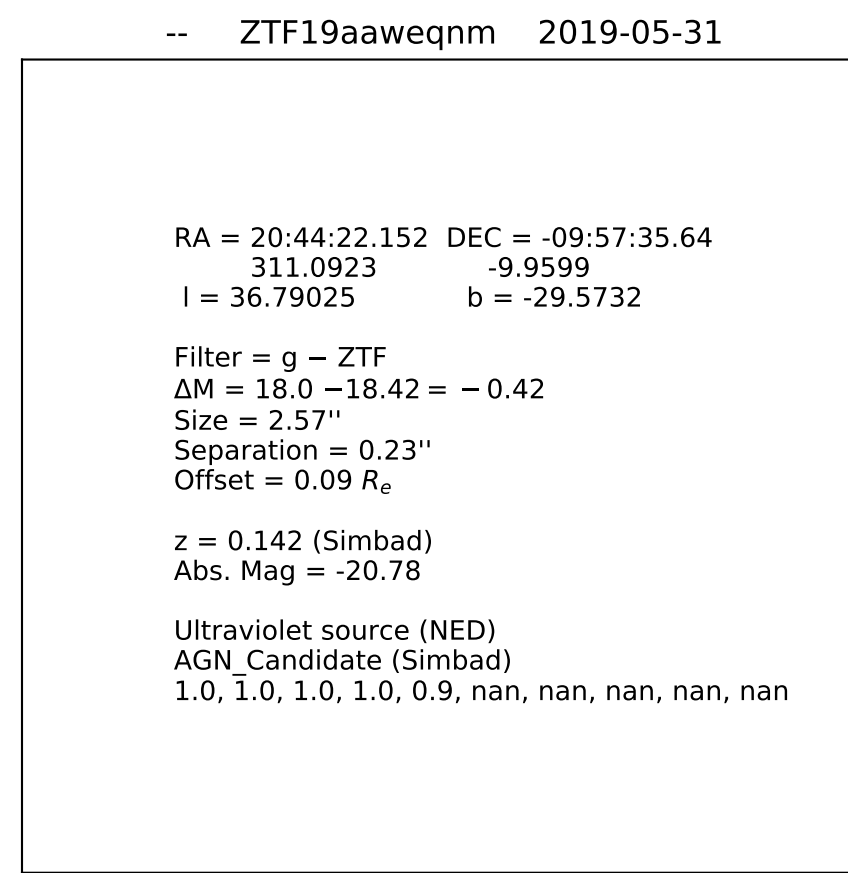 -- ZTF19aaweqnm 2019-05-31
RA = 20:44:22.152 DEC = -09:57:35.64
311.0923 -9.9599
l = 36.79025 b = -29.5732
Filter = g − ZTF
ΔM = 18.0 −18.42 = − 0.42
Size = 2.57''
Separation = 0.23''
Offset = 0.09 Re
z = 0.142 (Simbad)
Abs. Mag = -20.78
Ultraviolet source (NED)
AGN_Candidate (Simbad)
1.0, 1.0, 1.0, 1.0, 0.9, nan, nan, nan, nan, nan